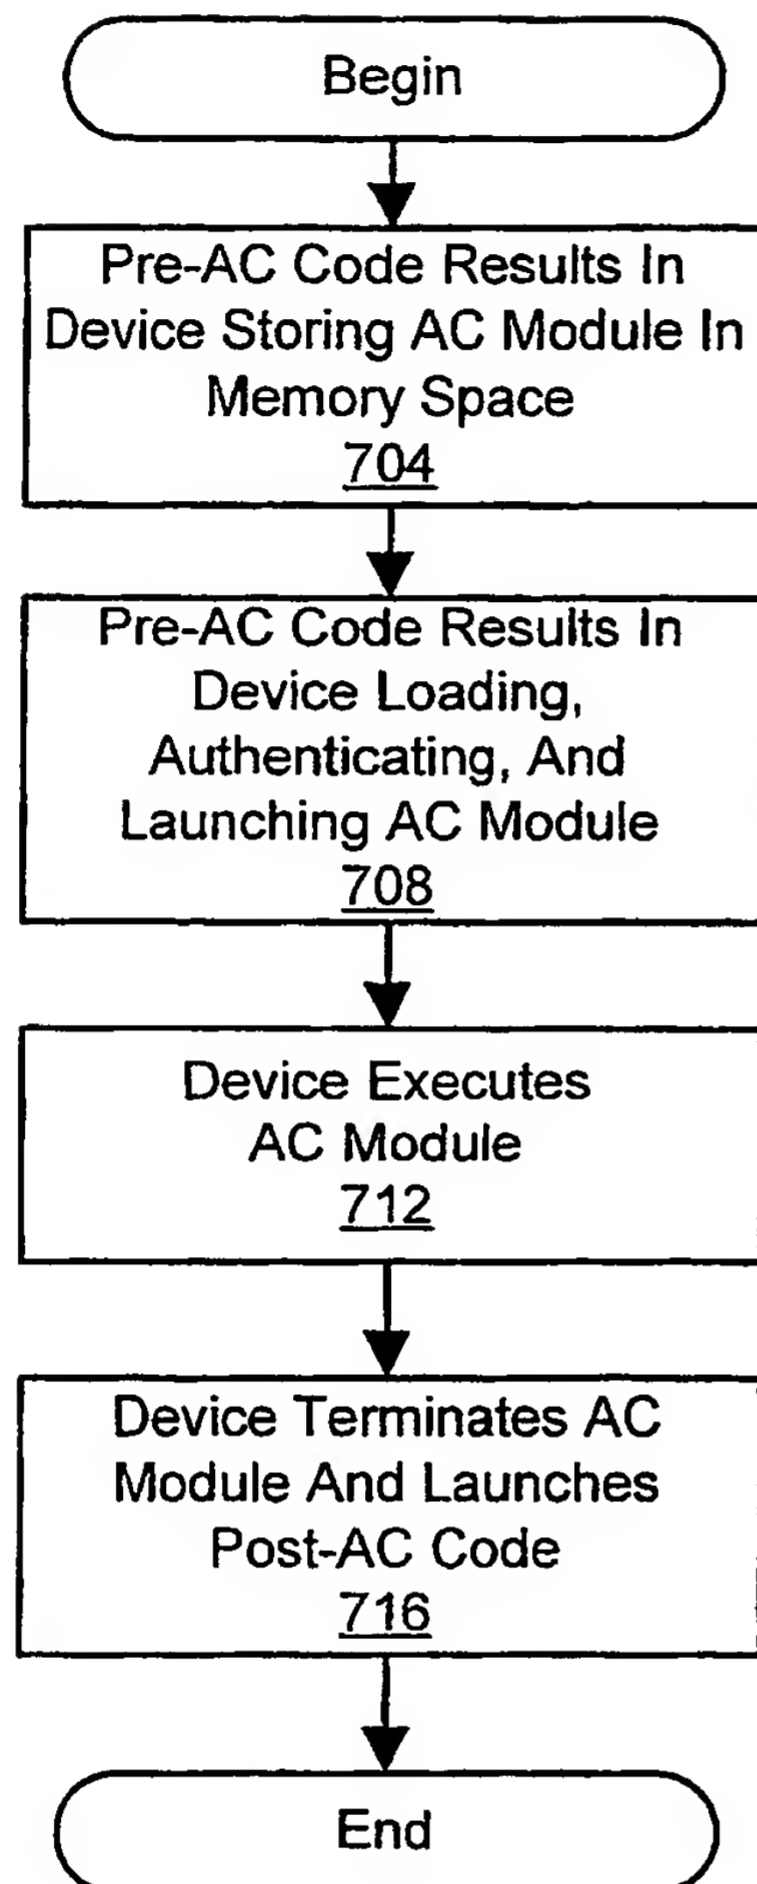 Begin
Pre-AC Code Results In
Device Storing AC Module In
Memory Space
704
Pre-AC Code Results In
Device Loading,
Authenticating, And
Launching AC Module
708
Device Executes
AC Module
712
Device Terminates AC
Module And Launches
Post-AC Code
716
End